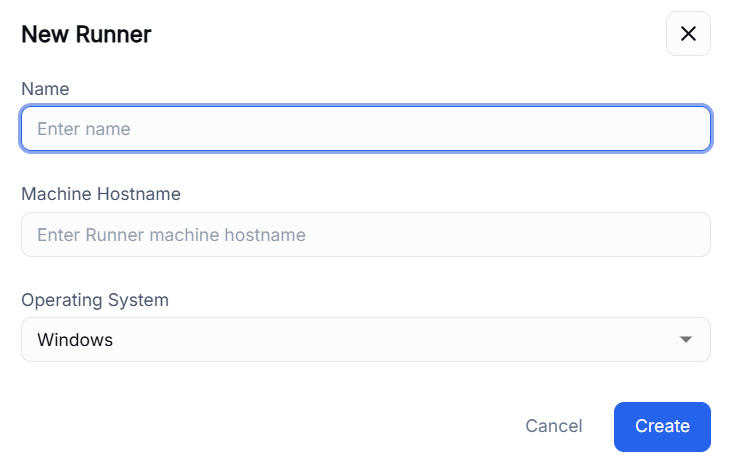 New Runner
Name
Enter name
Machine Hostname
Enter Runner machine hostname
Operating System
Windows
Cancel
Create